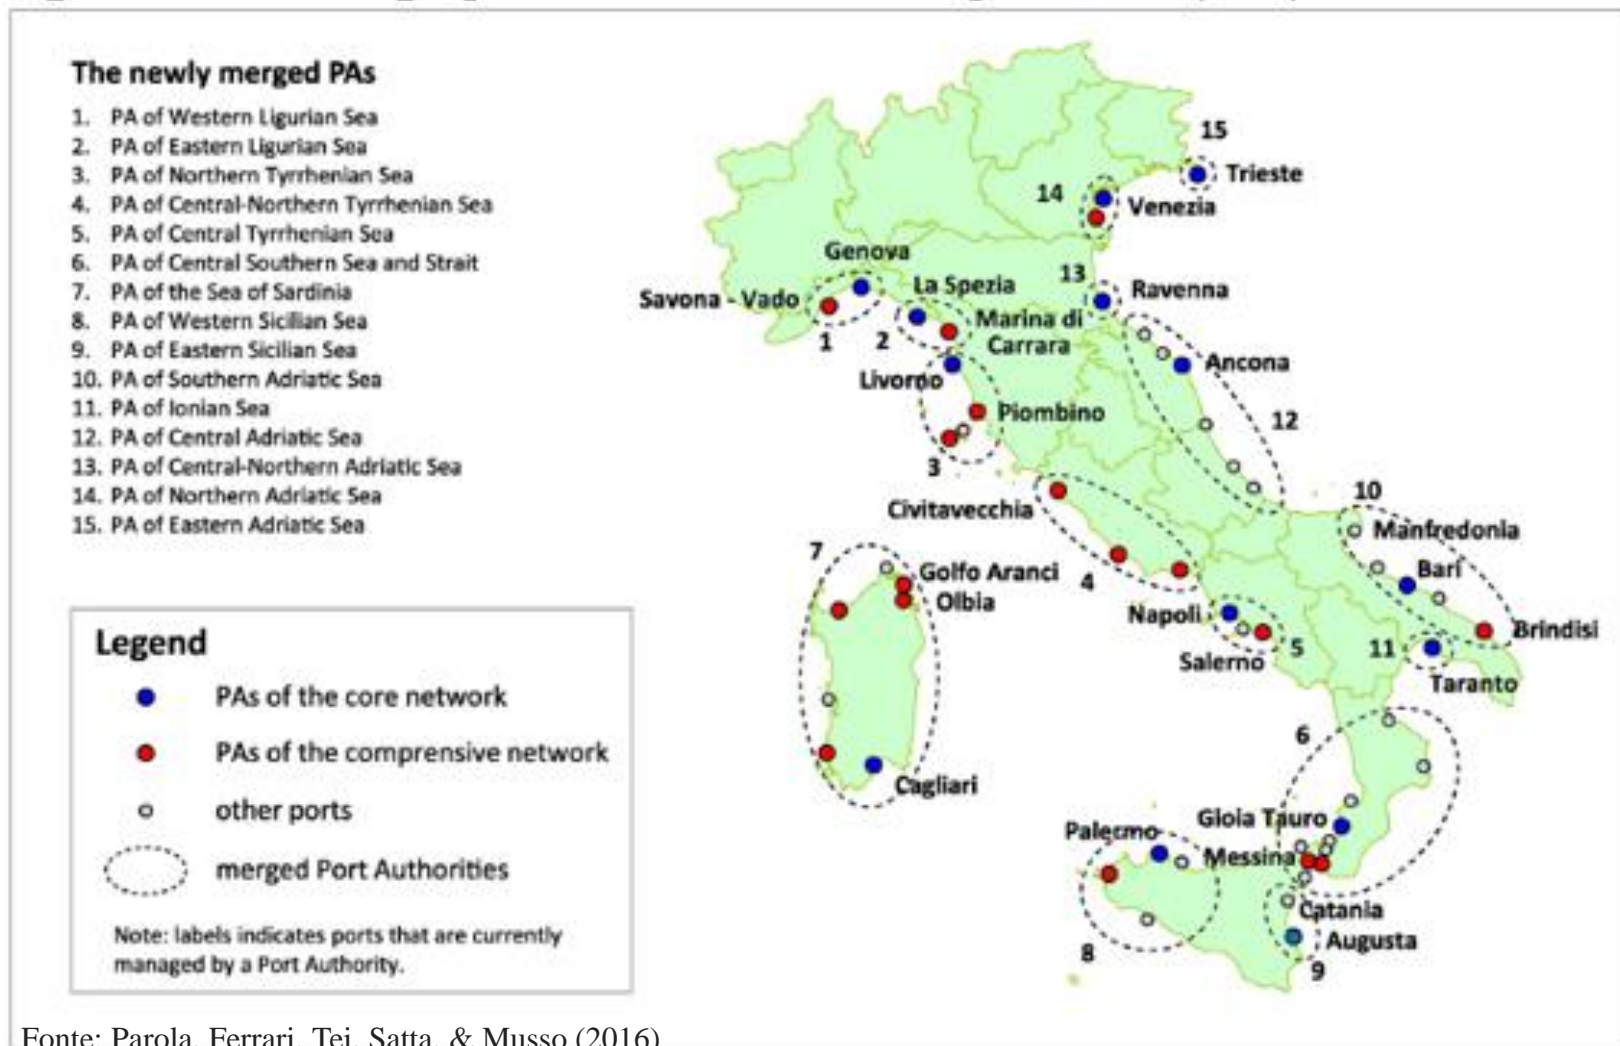 The newly merged PAs
1. PA of Western Ligurian Sea
2. PA of Eastern Ligurian Sea
3. PA of Northern Tyrrhenian Sea
4. PA of Central-Northern Tyrrhenian Sea
5. PA of Central Tyrrhenian Sea
6. PA of Central Southern Sea and Strait
7. PA of the Sea of Sardinia
8. PA of Western Sicilian Sea
9. PA of Eastern Sicilian Sea
10. PA of Southern Adriatic Sea
11. PA of Ionian Sea
12. PA of Central Adriatic Sea
13. PA of Central-Northern Adriatic Sea
14. PA of Northern Adriatic Sea
15. PA of Eastern Adriatic Sea
15
Trieste
14
Venezia
Genova
13
La Spezia
Ravenna
Savona - Vado
Marina di
Carrara
1
2
Ancona
Livorno
Piombino
12
3
10
Civitavecchia
Manfredonia
7
Golfo Aranci
Bari
4
Olbia
Napoli
Brindisi
5
11
Salerno
Taranto
6
Cagliari
Gioia Tauro
Palermo
Messina
Catania
Augusta
8
9
Legend
PAs of the core network
PAs of the comprensive network
other ports
merged Port Authorities
Note: labels indicates ports that are currently
managed by a Port Authority.
Fonte: Parola, Ferrari, Tei, Satta, & Musso (2016)